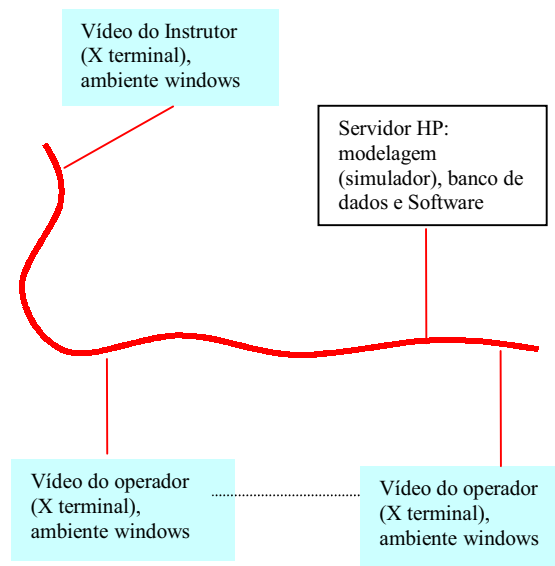 Vídeo do Instrutor
(X terminal),
ambiente windows
Servidor HP:
modelagem
(simulador), banco de
dados e Software
Vídeo do operador
(X terminal),
ambiente windows
Vídeo do operador
(X terminal),
ambiente windows